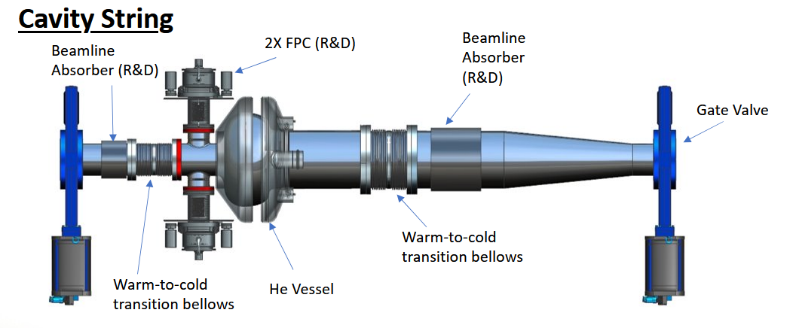 Cavity String
Beamline
Absorber (R&D)
2X FPC (R&D)
Beamline
Absorber
(R&D)
Gate Valve
Warm-to-cold
transition bellows
He Vessel
Warm-to-cold
transition bellows